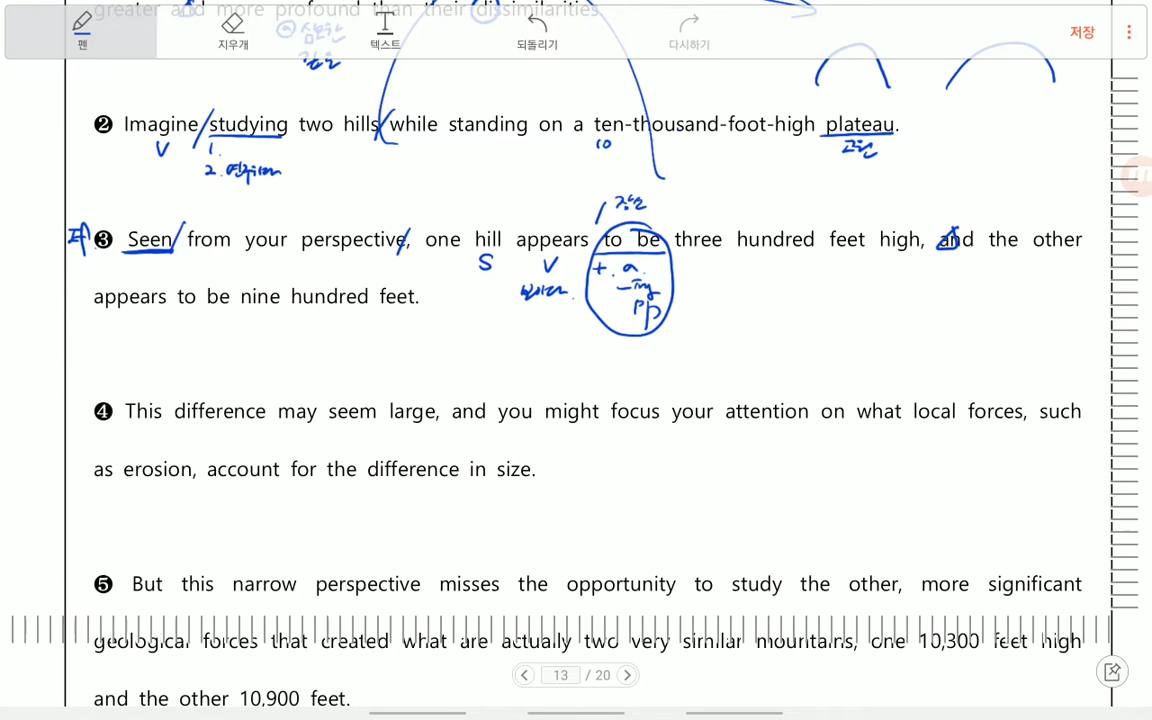 greater and more profound than their dissimilarities
펜 지우개 텍스트 되돌리기 다시하기 저장
❷ Imagine studying two hills while standing on a ten-thousand-foot-high plateau.
V 1. 10 고원
2.
❸ Seen from your perspective, one hill appears to be three hundred feet high, and the other
S V + a.
-ing
pp
appears to be nine hundred feet.
❹ This difference may seem large, and you might focus your attention on what local forces, such
as erosion, account for the difference in size.
❺ But this narrow perspective misses the opportunity to study the other, more significant
geological forces that created what are actually two very similar mountains, one 10,300 feet high
13 / 20
and the other 10,900 feet.